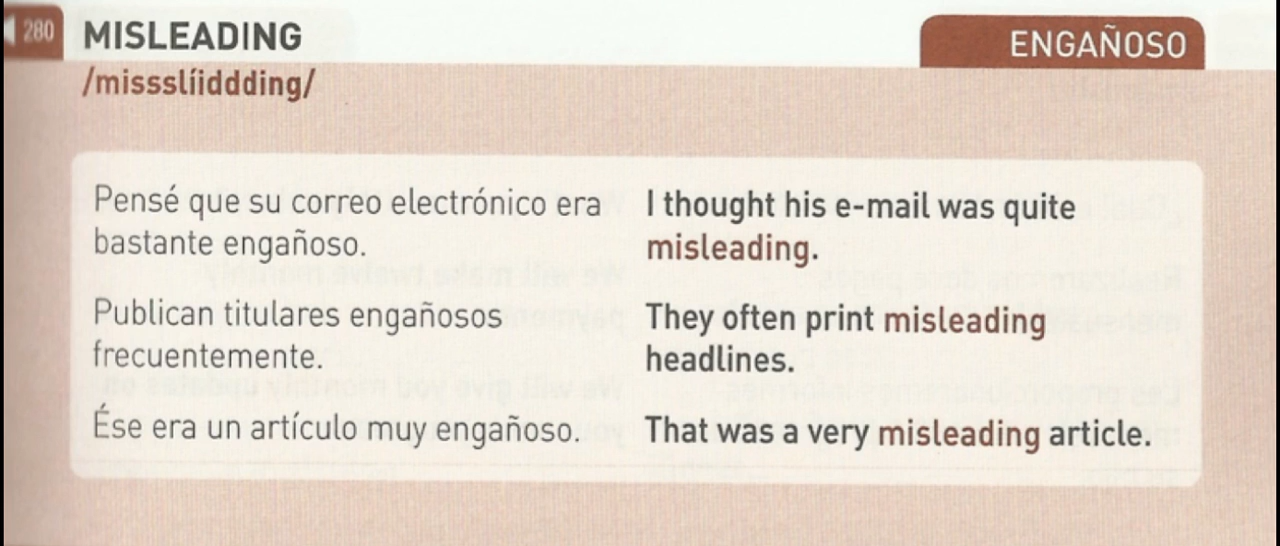 280 MISLEADING
ENGAÑOSO
/missslíidddding/
Pensé que su correo electrónico era
bastante engañoso.
I thought his e-mail was quite
misleading.
Publican titulares engañosos
frecuentemente.
They often print misleading
headlines.
Ése era un artículo muy engañoso.
That was a very misleading article.